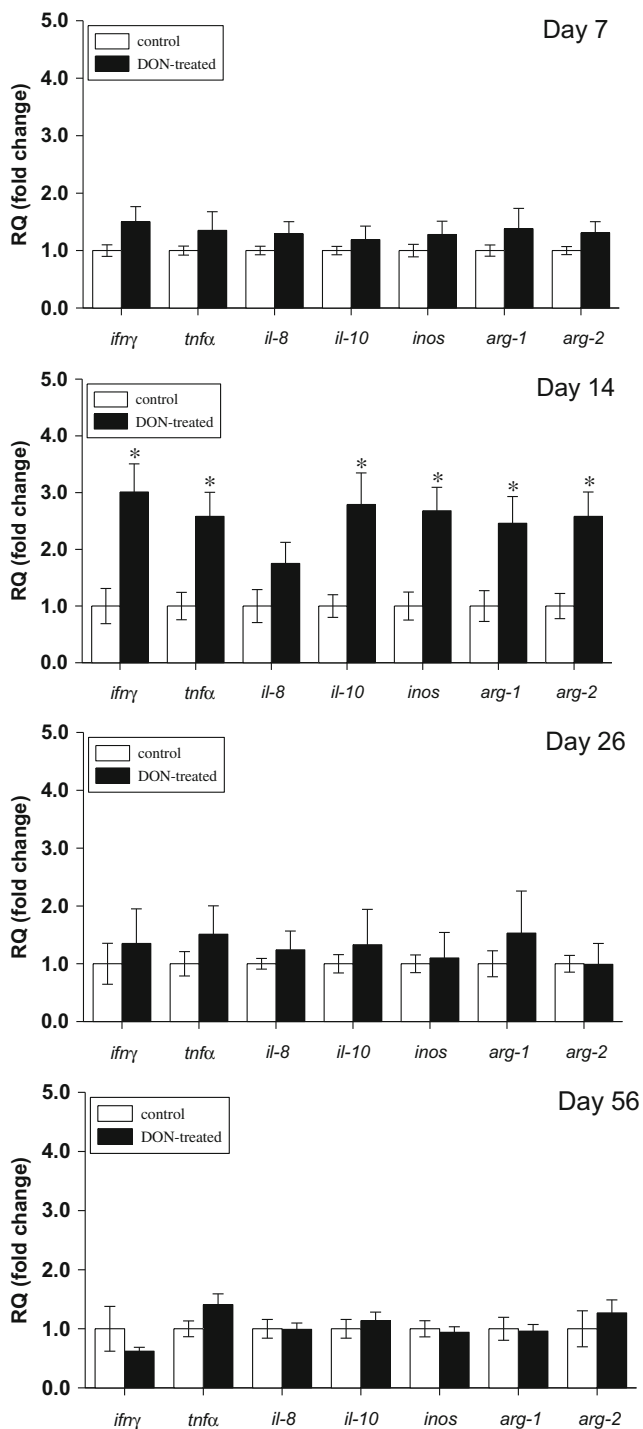 Day 7
control
DON-treated
RQ (fold change)
5.0
4.0
3.0
2.0
1.0
0.0
ifnγ tnfα il-8 il-10 inos arg-1 arg-2
Day 14
control
DON-treated
RQ (fold change)
5.0
4.0
3.0
2.0
1.0
0.0
* * * * * *
ifnγ tnfα il-8 il-10 inos arg-1 arg-2
Day 26
control
DON-treated
RQ (fold change)
5.0
4.0
3.0
2.0
1.0
0.0
ifnγ tnfα il-8 il-10 inos arg-1 arg-2
Day 56
control
DON-treated
RQ (fold change)
5.0
4.0
3.0
2.0
1.0
0.0
ifnγ tnfα il-8 il-10 inos arg-1 arg-2